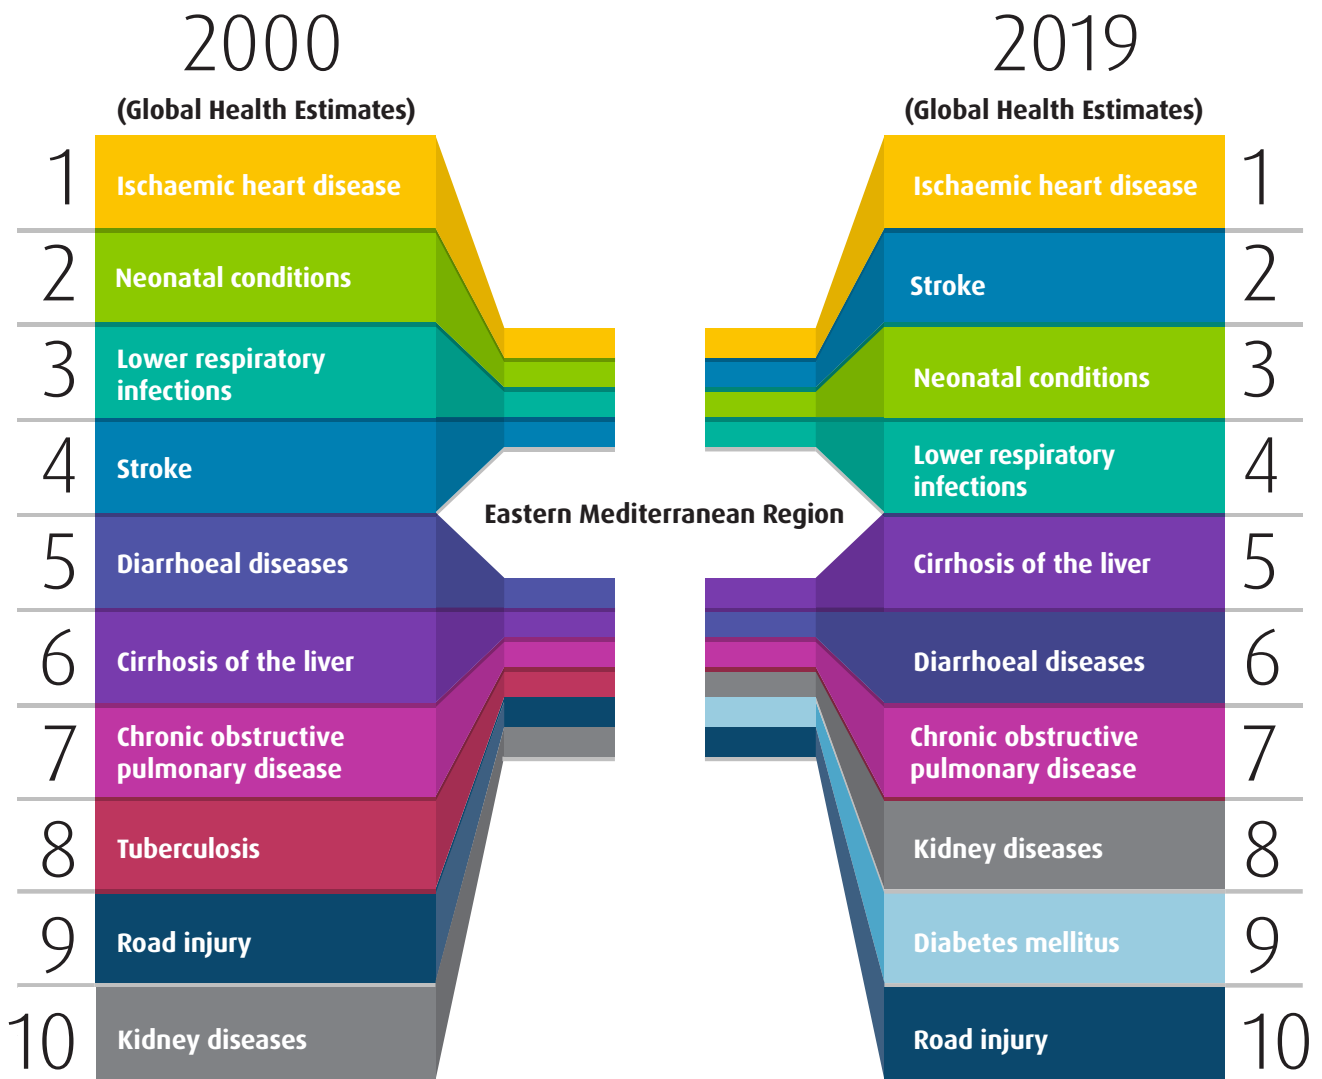 2000
(Global Health Estimates)
1
Ischaemic heart disease
2
Neonatal conditions
3
Lower respiratory
infections
4
Stroke
5
Diarrhoeal diseases
6
Cirrhosis of the liver
7
Chronic obstructive
pulmonary disease
8
Tuberculosis
9
Road injury
10
Kidney diseases
Eastern Mediterranean Region
2019
(Global Health Estimates)
Ischaemic heart disease
1
Stroke
2
Neonatal conditions
3
Lower respiratory
infections
4
Cirrhosis of the liver
5
Diarrhoeal diseases
6
Chronic obstructive
pulmonary disease
7
Kidney diseases
8
Diabetes mellitus
9
Road injury
10